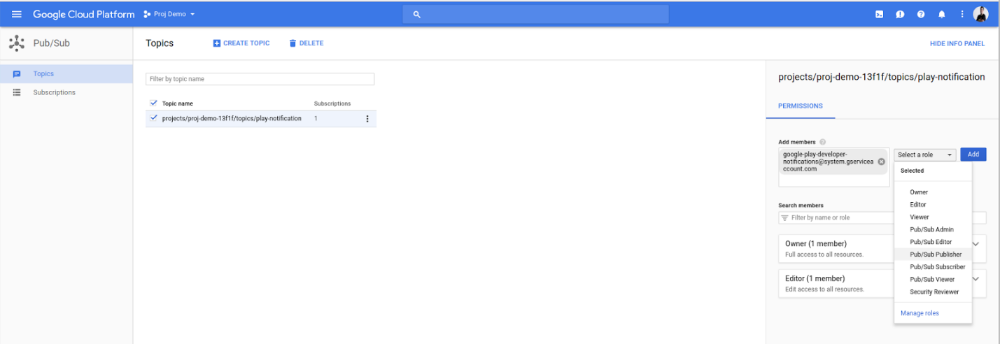 Google Cloud Platform
Proj Demo
Pub/Sub
Topics
CREATE TOPIC
DELETE
HIDE INFO PANEL
Topics
Subscriptions
Filter by topic name
Topic name
Subscriptions
projects/proj-demo-13f1f/topics/play-notification
1
projects/proj-demo-13f1f/topics/play-notification
PERMISSIONS
Add members
google-play-developer-
notifications@system.gservicea
ccount.com
Select a role
Add
Selected
Owner
Editor
Viewer
Pub/Sub Admin
Pub/Sub Editor
Pub/Sub Publisher
Pub/Sub Subscriber
Pub/Sub Viewer
Security Reviewer
Manage roles
Search members
Filter by name or role
Owner (1 member)
Full access to all resources.
Editor (1 member)
Edit access to all resources.